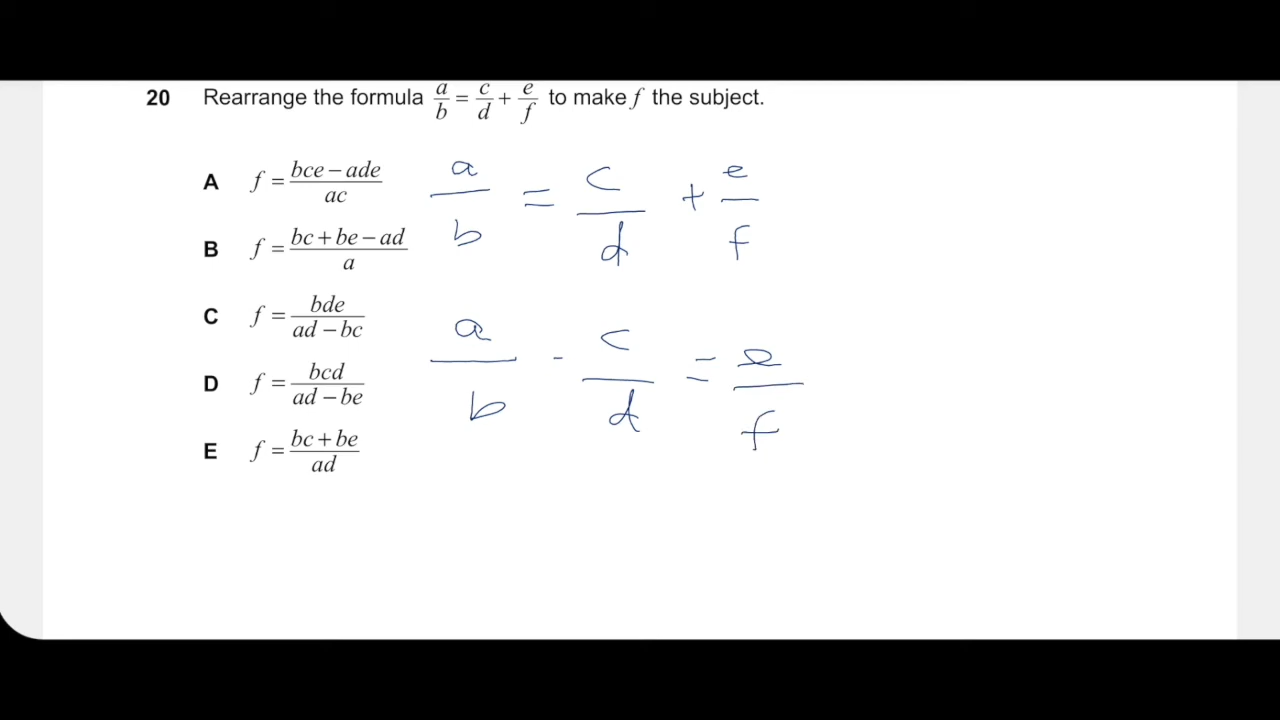 20 Rearrange the formula a/b = c/d + e/f to make f the subject.
A f = (bce − ade)/ac
B f = (bc + be − ad)/a
C f = bde/(ad − bc)
D f = bcd/(ad − be)
E f = (bc + be)/ad
a/b = c/d + e/f
a/b - c/d = e/f